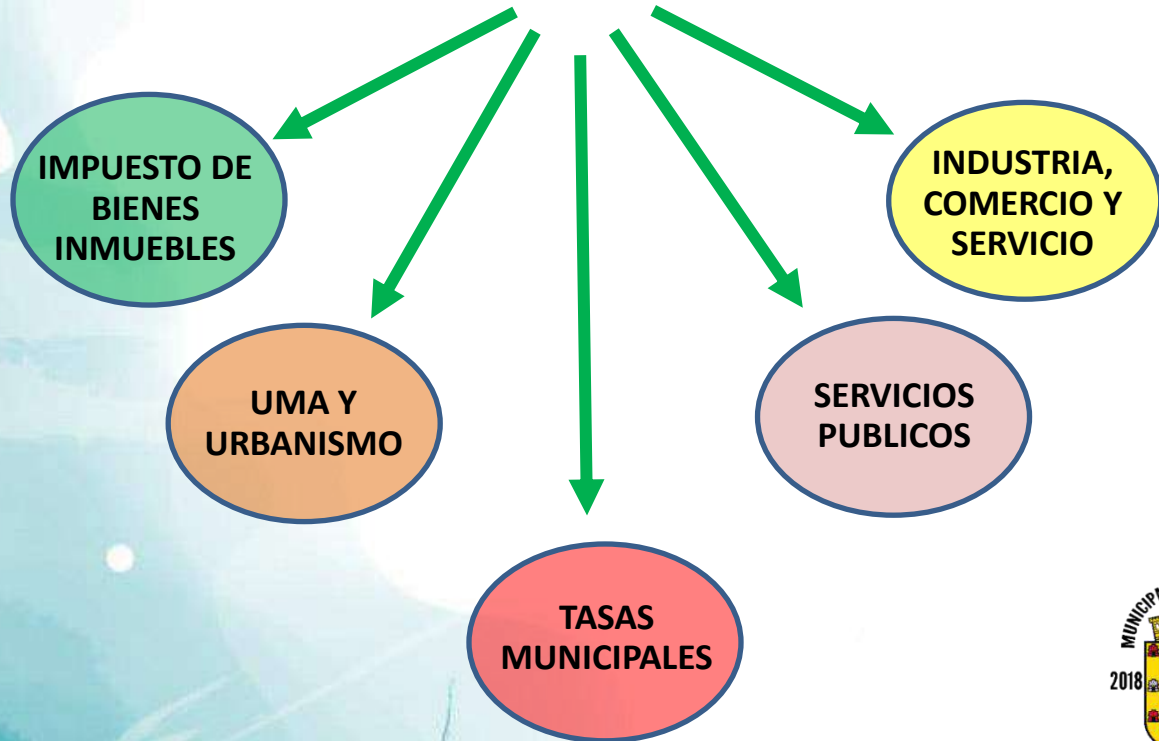 IMPUESTO DE
BIENES
INMUEBLES
INDUSTRIA,
COMERCIO Y
SERVICIO
UMA Y
URBANISMO
SERVICIOS
PUBLICOS
TASAS
MUNICIPALES
2018